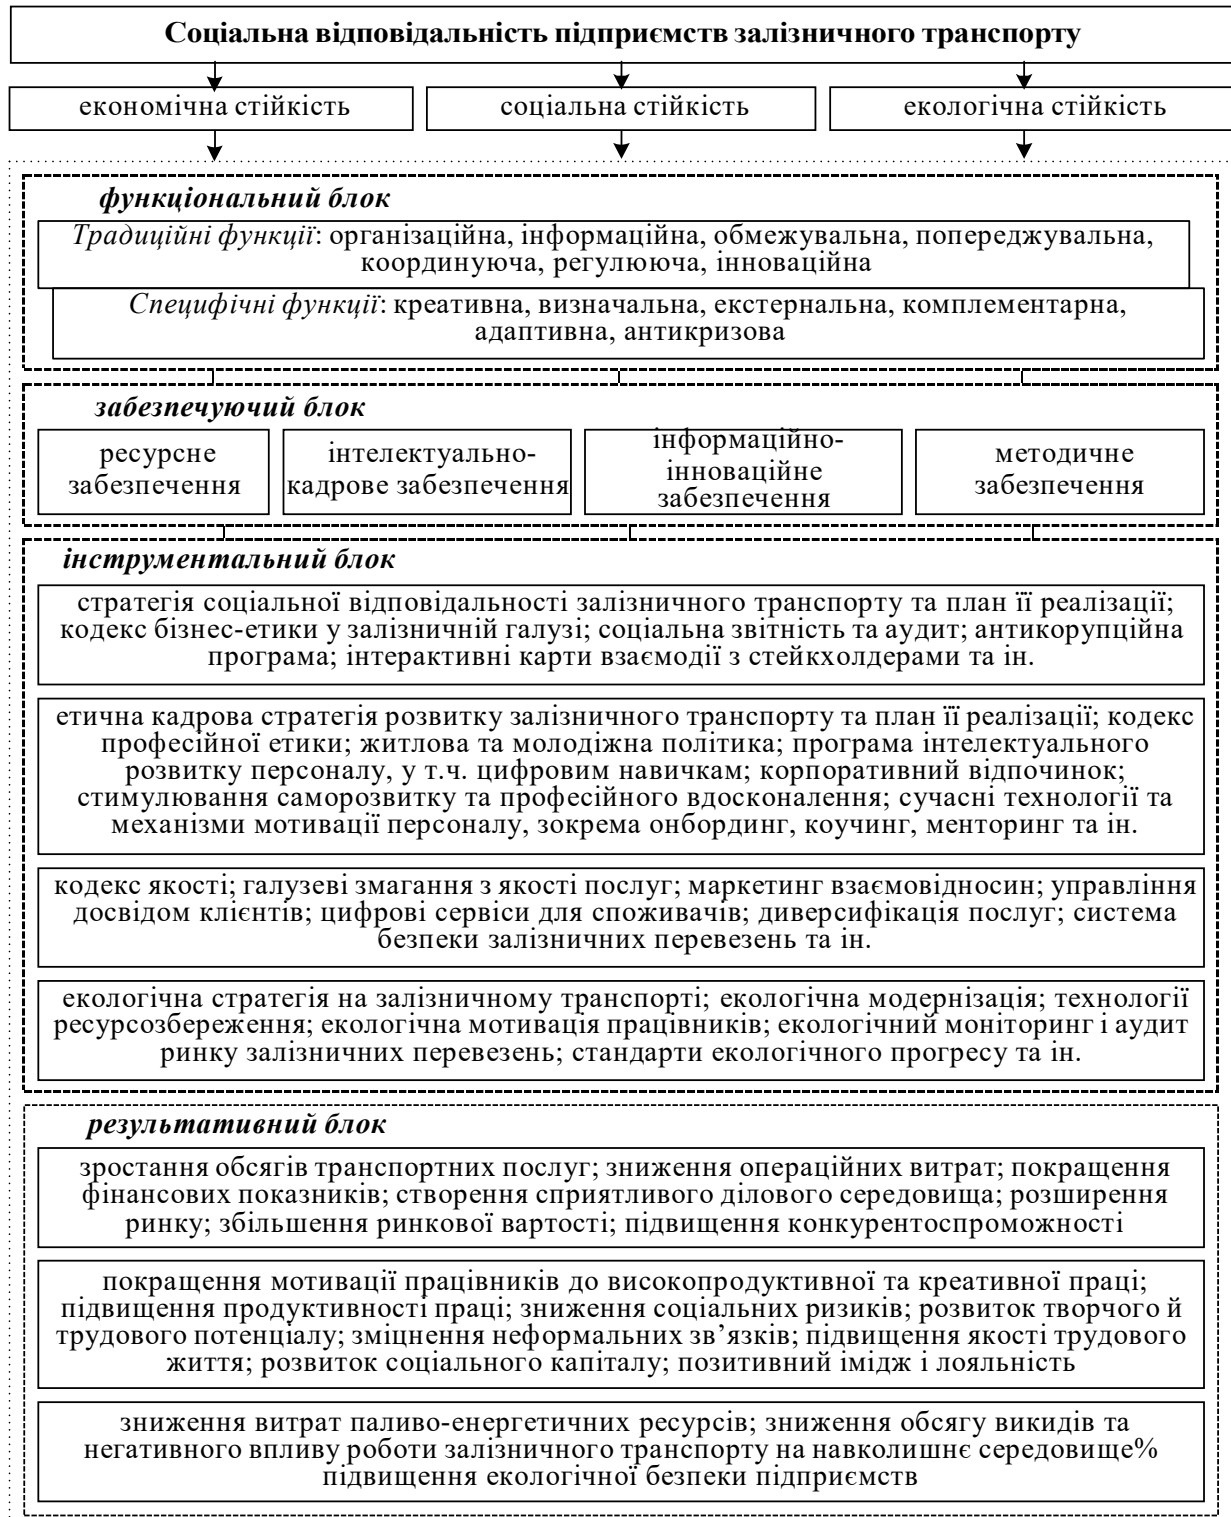 Соціальна відповідальність підприємств залізничного транспорту
економічна стійкість
соціальна стійкість
екологічна стійкість
функціональний блок
Традиційні функції: організаційна, інформаційна, обмежувальна, попереджувальна,
координуюча, регулююча, інноваційна
Специфічні функції: креативна, визначальна, екстернальна, комплементарна,
адаптивна, антикризова
забезпечуючий блок
ресурсне
забезпечення
інтелектуально-
кадрове забезпечення
інформаційно-
інноваційне
забезпечення
методичне
забезпечення
інструментальний блок
стратегія соціальної відповідальності залізничного транспорту та план її реалізації;
кодекс бізнес-етики у залізничній галузі; соціальна звітність та аудит; антикорупційна
програма; інтерактивні карти взаємодії з стейкхолдерами та ін.
етична кадрова стратегія розвитку залізничного транспорту та план її реалізації; кодекс
професійної етики; житлова та молодіжна політика; програма інтелектуального
розвитку персоналу, у т.ч. цифровим навичкам; корпоративний відпочинок;
стимулювання саморозвитку та професійного вдосконалення; сучасні технології та
механізми мотивації персоналу, зокрема онбординг, коучинг, менторинг та ін.
кодекс якості; галузеві змагання з якості послуг; маркетинг взаємовідносин; управління
досвідом клієнтів; цифрові сервіси для споживачів; диверсифікація послуг; система
безпеки залізничних перевезень та ін.
екологічна стратегія на залізничному транспорті; екологічна модернізація; технології
ресурсозбереження; екологічна мотивація працівників; екологічний моніторинг і аудит
ринку залізничних перевезень; стандарти екологічного прогресу та ін.
результативний блок
зростання обсягів транспортних послуг; зниження операційних витрат; покращення
фінансових показників; створення сприятливого ділового середовища; розширення
ринку; збільшення ринкової вартості; підвищення конкурентоспроможності
покращення мотивації працівників до високопродуктивної та креативної праці;
підвищення продуктивності праці; зниження соціальних ризиків; розвиток творчого й
трудового потенціалу; зміцнення неформальних зв’язків; підвищення якості трудового
життя; розвиток соціального капіталу; позитивний імідж і лояльність
зниження витрат паливо-енергетичних ресурсів; зниження обсягу викидів та
негативного впливу роботи залізничного транспорту на навколишнє середовище%
підвищення екологічної безпеки підприємств